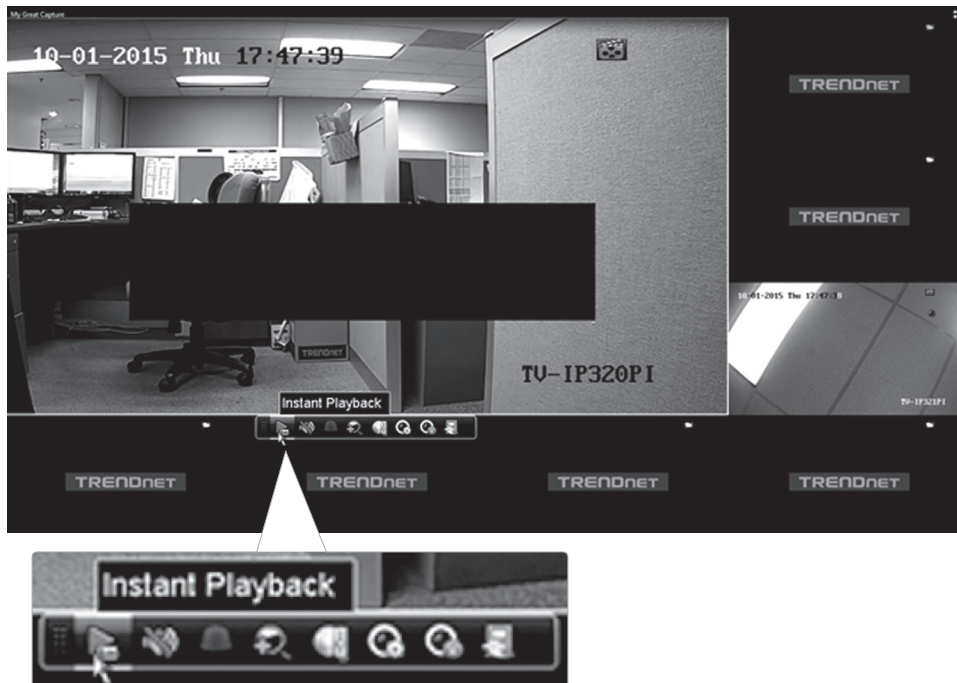 My Great Capture
10-01-2015 Thu 17:47:39
TRENDNET
TRENDNET
10-01-2015 Thu 17:47:38
TRENDNET
TV-IP320PI
TV-IP321PI
Instant Playback
TRENDNET
TRENDNET
TRENDNET
TRENDNET
Instant Playback